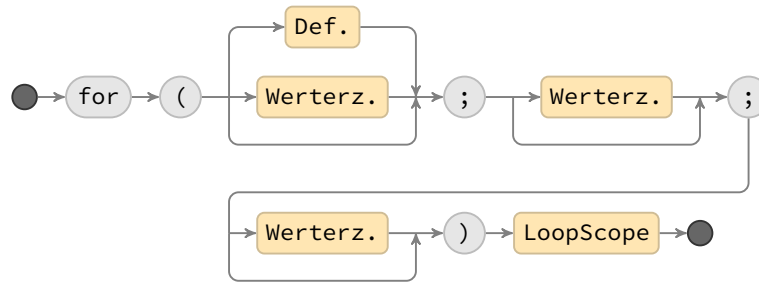 Def.
for ( Werterz. ; Werterz. ;
Werterz. ) LoopScope